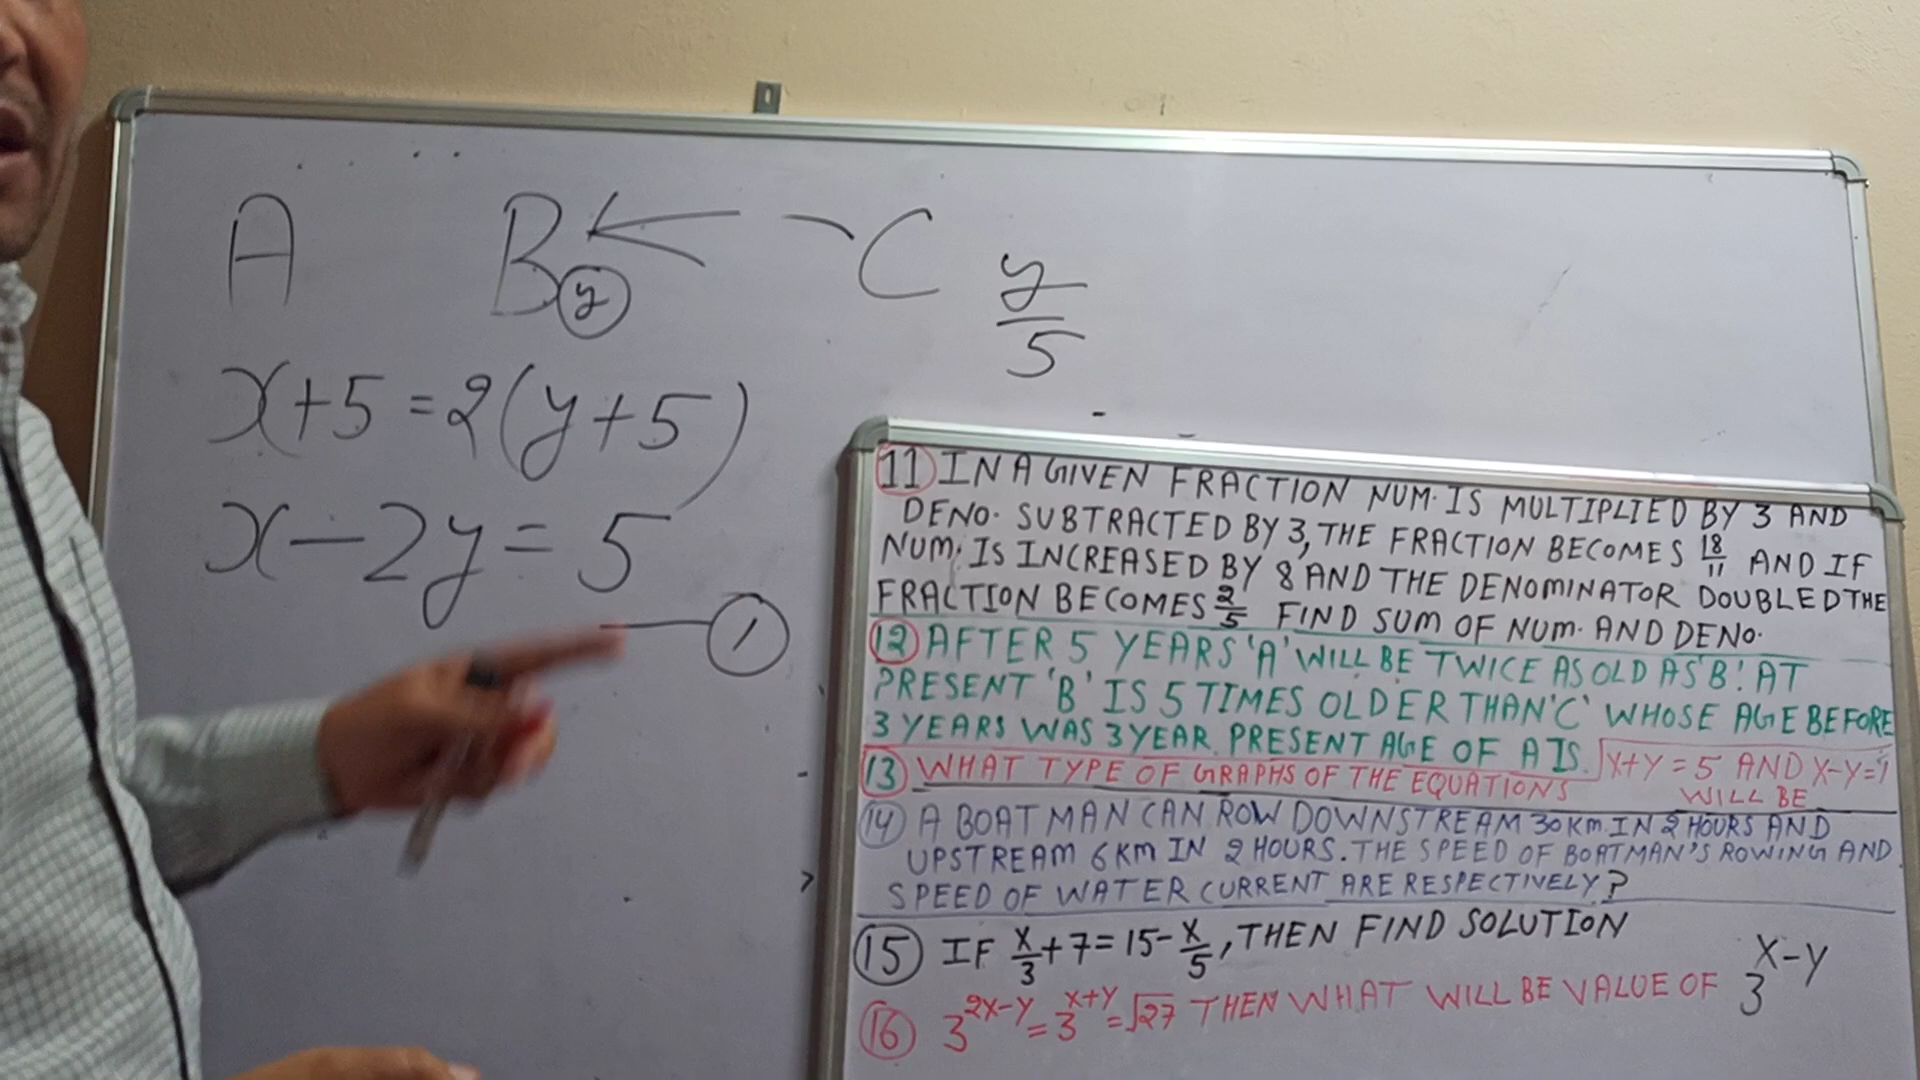 A B y C y/5
x+5=2(y+5)
x-2y=5
1
11 IN A GIVEN FRACTION NUM. IS MULTIPLIED BY 3 AND
DENO. SUBTRACTED BY 3, THE FRACTION BECOMES 18/11 AND IF
NUM. IS INCREASED BY 8 AND THE DENOMINATOR DOUBLED THE
FRACTION BECOMES 2/5 FIND SUM OF NUM. AND DENO.
12 AFTER 5 YEARS 'A' WILL BE TWICE AS OLD AS 'B'. AT
PRESENT 'B' IS 5 TIMES OLDER THAN 'C' WHOSE AGE BEFORE
3 YEARS WAS 3 YEAR. PRESENT AGE OF A IS.
13 WHAT TYPE OF GRAPHS OF THE EQUATIONS x+y=5 AND x-y=1
WILL BE
14 A BOATMAN CAN ROW DOWNSTREAM 30 Km. IN 2 HOURS AND
UPSTREAM 6 KM IN 2 HOURS. THE SPEED OF BOATMAN'S ROWING AND
SPEED OF WATER CURRENT ARE RESPECTIVELY?
15 IF x/3+7=15-x/5, THEN FIND SOLUTION
16 3^(2x-y)=3^(x+y)=√27 THEN WHAT WILL BE VALUE OF 3^(x-y)